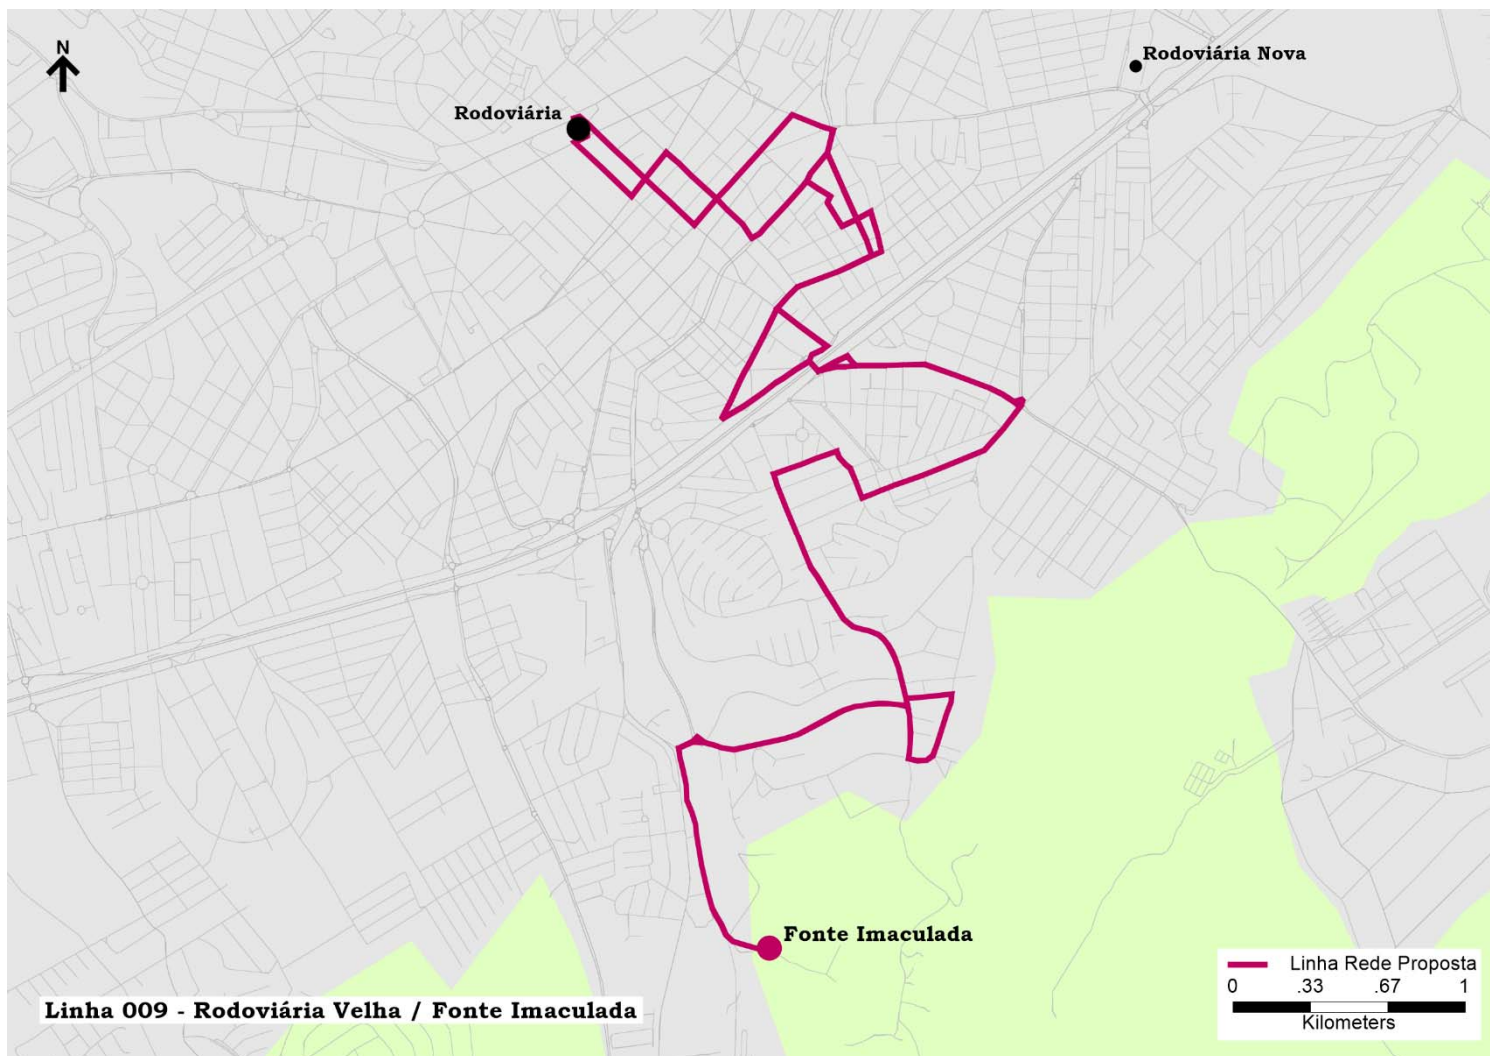 N
Rodoviária Nova
Rodoviária
Fonte Imaculada
Linha Rede Proposta
0 .33 .67 1
Kilometers
Linha 009 - Rodoviária Velha / Fonte Imaculada